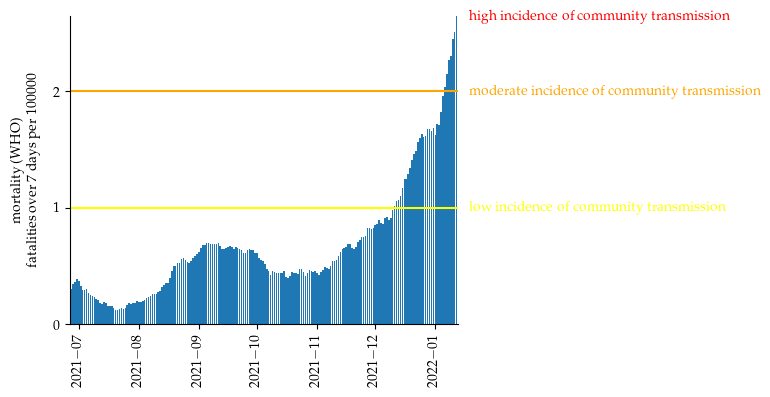 high incidence of community transmission
2
moderate incidence of community transmission
mortality (WHO)
fatalities over 7 days per 100000
1
low incidence of community transmission
0
2021−07
2021−08
2021−09
2021−10
2021−11
2021−12
2022−01